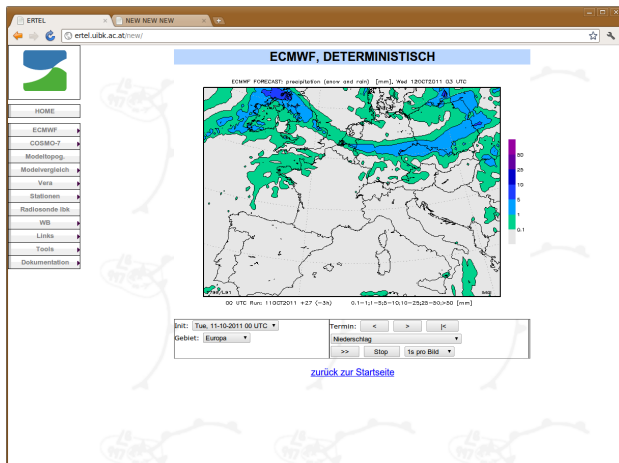 ERTEL
NEW NEW NEW
ertel.uibk.ac.at/new/
HOME
ECMWF
COSMO-7
Modeltopog.
Modelvergleich
Vera
Stationen
Radiosonde ibk
WB
Links
Tools
Dokumentation
ECMWF, DETERMINISTISCH
ECMWF FORECAST: precipitation (snow and rain) [mm], Wed 12OCT2011 03 UTC
50
25
10
5
1
0.1
00 UTC Run: 11OCT2011 +27 (−3h) 0.1−1;1−5;5−10;10−25;25−50,>50 [mm]
Init: Tue, 11-10-2011 00 UTC
Gebiet: Europa
Termin: < > |<
Niederschlag
>> Stop 1s pro Bild
zurück zur Startseite